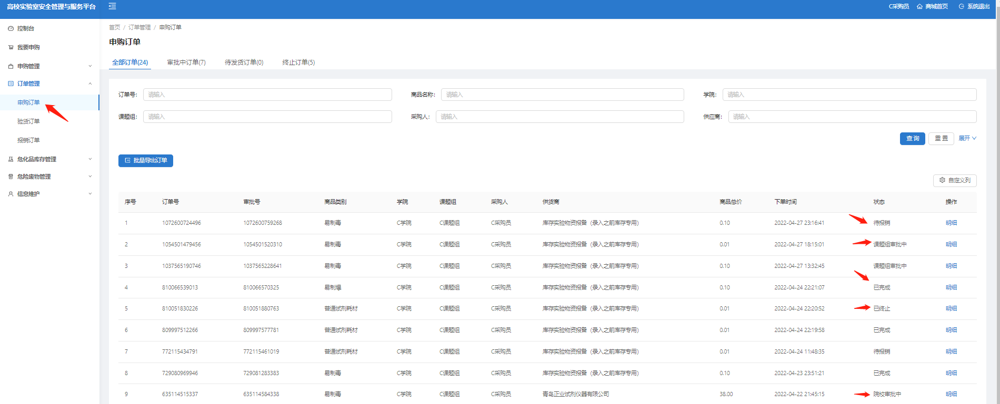 高校实验室安全管理与服务平台
C采购员 商城首页 系统退出
控制台
我要申购
申购管理
订单管理
申购订单
验货订单
报销订单
危化品库存管理
危险废物管理
信息维护
首页 / 订单管理 / 申购订单
申购订单
全部订单(24) 审批中订单(7) 待发货订单(0) 终止订单(5)
订单号: 请输入 商品名称: 请输入 学院: 请输入
课题组: 请输入 采购人: 请输入 供应商: 请输入
查询 重置 展开
批量导出订单
自定义列
序号 订单号 审批号 商品类别 学院 课题组 采购人 供货商 商品总价 下单时间 状态 操作
1 1072600724496 1072600759268 易制毒 C学院 C课题组 C采购员 库存实验物资报备（录入之前库存专用） 0.10 2022-04-27 23:16:41 待报销 明细
2 1054501479456 1054501520310 易制毒 C学院 C课题组 C采购员 库存实验物资报备（录入之前库存专用） 0.01 2022-04-27 18:15:01 课题组审批中 明细
3 1037565190746 1037565228641 易制毒 C学院 C课题组 C采购员 库存实验物资报备（录入之前库存专用） 0.10 2022-04-27 13:32:45 课题组审批中 明细
4 810066539013 810066570325 易制爆 C学院 C课题组 C采购员 库存实验物资报备（录入之前库存专用） 0.10 2022-04-24 22:21:07 已完成 明细
5 810051830226 810051880763 普通试剂耗材 C学院 C课题组 C采购员 库存实验物资报备（录入之前库存专用） 0.01 2022-04-24 22:20:52 已终止 明细
6 809997512266 809997577781 普通试剂耗材 C学院 C课题组 C采购员 库存实验物资报备（录入之前库存专用） 0.01 2022-04-24 22:19:58 已完成 明细
7 772115434791 772115461019 普通试剂耗材 C学院 C课题组 C采购员 库存实验物资报备（录入之前库存专用） 0.01 2022-04-24 11:48:35 待报销 明细
8 729080969946 729081283383 易制毒 C学院 C课题组 C采购员 库存实验物资报备（录入之前库存专用） 0.10 2022-04-23 23:51:21 已完成 明细
9 635114515337 635114584338 易制毒 C学院 C课题组 C采购员 青岛正业试剂仪器有限公司 38.00 2022-04-22 21:45:15 院校审批中 明细